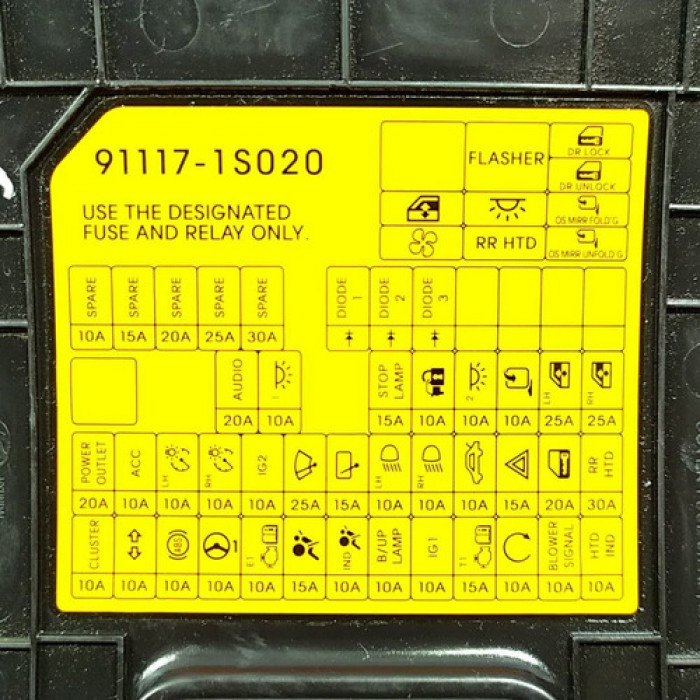 91117-1S020
USE THE DESIGNATED
FUSE AND RELAY ONLY.
FLASHER
DR LOCK
DR UNLOCK
OS MIRR FOLD'G
RR HTD
OS MIRR UNFOLD'G
SPARE SPARE SPARE SPARE SPARE
10A 15A 20A 25A 30A
DIODE 1 DIODE 2 DIODE 3
AUDIO 1
20A 10A
STOP LAMP 2 LH RH
15A 10A 10A 10A 25A 25A
POWER OUTLET ACC LH RH IG2 LH RH RR HTD
20A 10A 10A 10A 10A 25A 15A 10A 10A 10A 15A 20A 30A
CLUSTER ABS 1 E1 IND B/UP LAMP IG1 T1 BLOWER SIGNAL HTD IND
10A 10A 10A 10A 10A 15A 10A 10A 10A 15A 10A 10A 10A